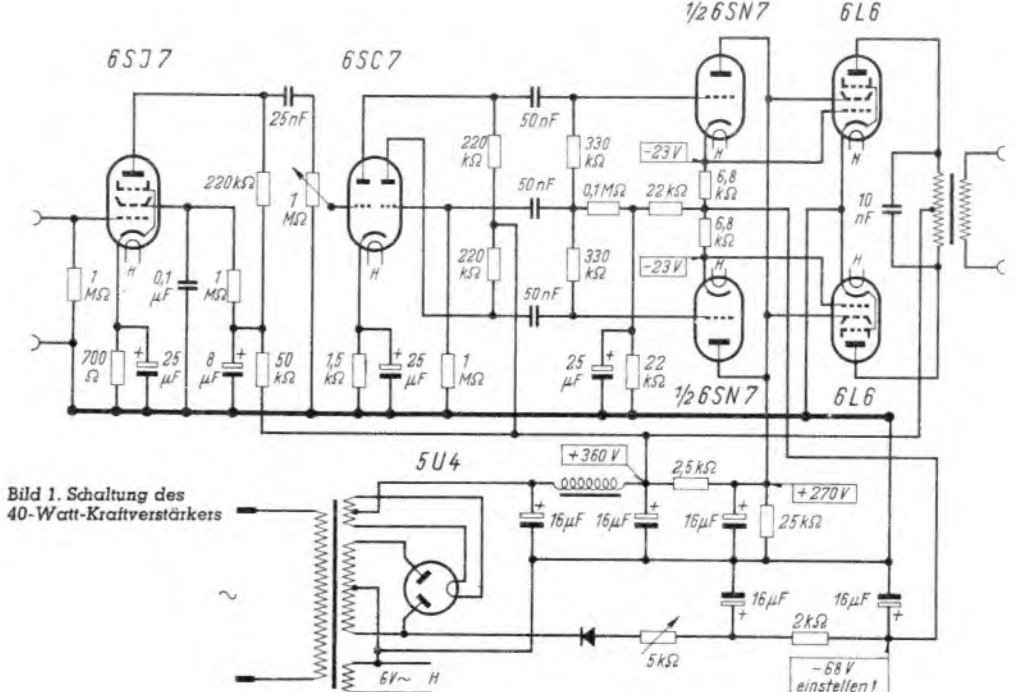 ½ 6SN7
6L6
6SJ7
6SC7
25nF
50nF
220
kΩ
330
kΩ
-23V
6,8
kΩ
H
N
220kΩ
1
MΩ
50nF
0,1MΩ
22kΩ
10
nF
6,8
kΩ
H
H
220
kΩ
330
kΩ
-23V
H
H
1
MΩ
0,1
µF
1
MΩ
50nF
700
Ω
25
µF
8
µF
50
kΩ
1,5
kΩ
25
µF
1
MΩ
25
µF
22
kΩ
½ 6SN7
6L6
5U4
+360V
2,5kΩ
+270V
Bild 1. Schaltung des
40-Watt-Kraftverstärkers
16µF
16µF
16µF
25kΩ
~
16µF
16µF
5kΩ
2kΩ
-68V
einstellen!
6V~ H